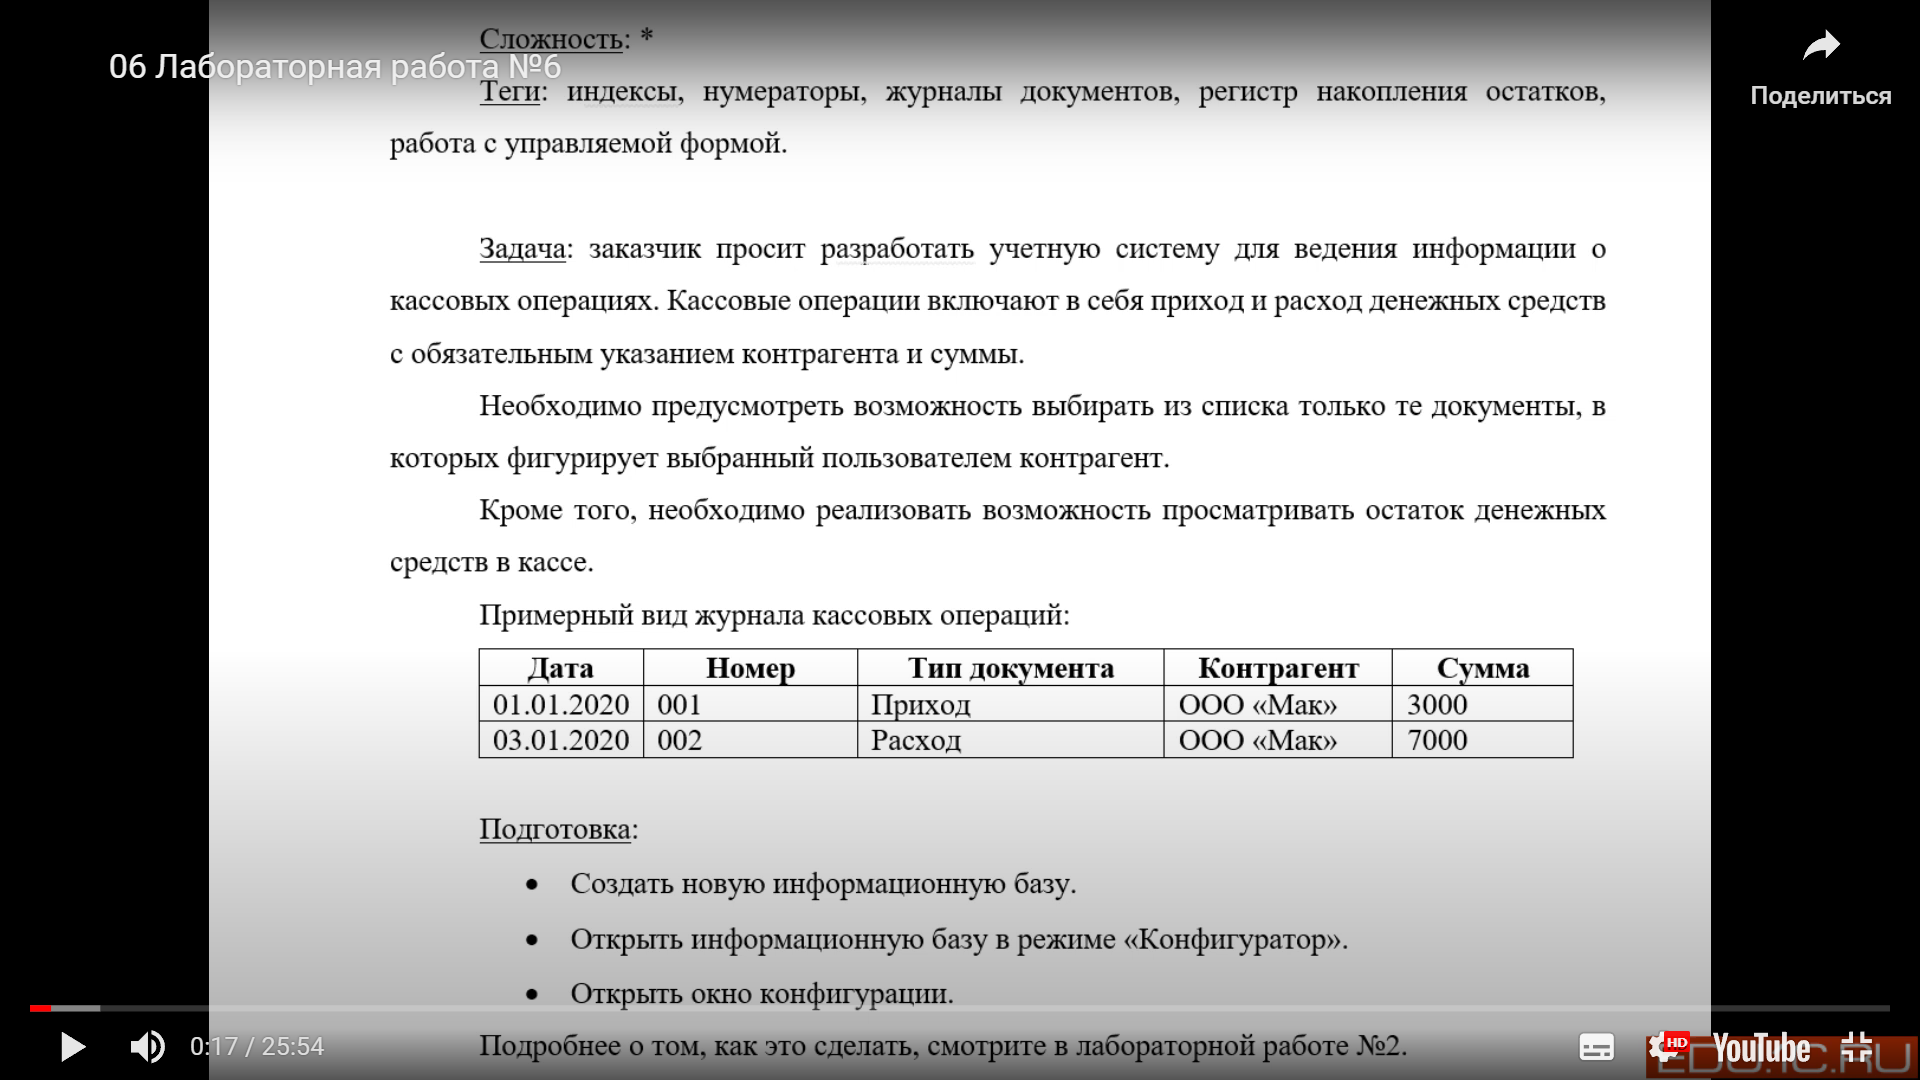 Сложность: *
06 Лабораторная работа №6
Поделиться
Теги: индексы, нумераторы, журналы документов, регистр накопления остатков,
работа с управляемой формой.
Задача: заказчик просит разработать учетную систему для ведения информации о
кассовых операциях. Кассовые операции включают в себя приход и расход денежных средств
с обязательным указанием контрагента и суммы.
Необходимо предусмотреть возможность выбирать из списка только те документы, в
которых фигурирует выбранный пользователем контрагент.
Кроме того, необходимо реализовать возможность просматривать остаток денежных
средств в кассе.
Примерный вид журнала кассовых операций:
Дата Номер Тип документа Контрагент Сумма
01.01.2020 001 Приход ООО «Мак» 3000
03.01.2020 002 Расход ООО «Мак» 7000
Подготовка:
• Создать новую информационную базу.
• Открыть информационную базу в режиме «Конфигуратор».
• Открыть окно конфигурации.
Подробнее о том, как это сделать, смотрите в лабораторной работе №2.
0:17 / 25:54
HD
YouTube
EDU.1C.RU